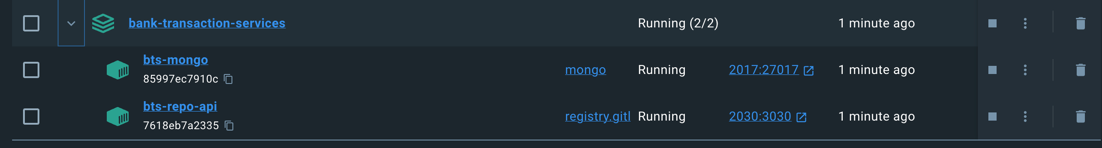 bank-transaction-services Running (2/2) 1 minute ago
bts-mongo
85997ec7910c mongo Running 2017:27017 1 minute ago
bts-repo-api
7618eb7a2335 registry.gitl Running 2030:3030 1 minute ago